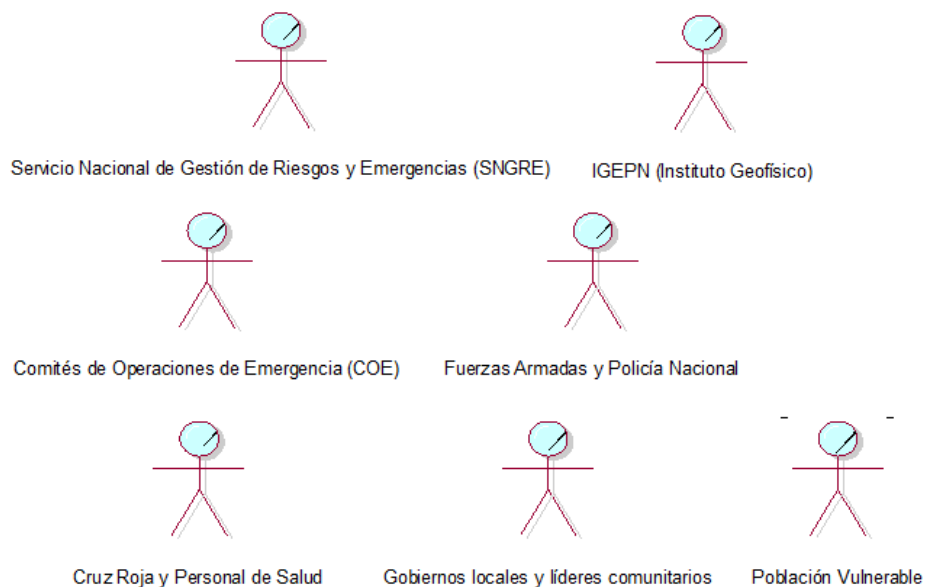 Servicio Nacional de Gestión de Riesgos y Emergencias (SNGRE)
IGEPN (Instituto Geofísico)
Comités de Operaciones de Emergencia (COE)
Fuerzas Armadas y Policía Nacional
Cruz Roja y Personal de Salud
Gobiernos locales y líderes comunitarios
Población Vulnerable